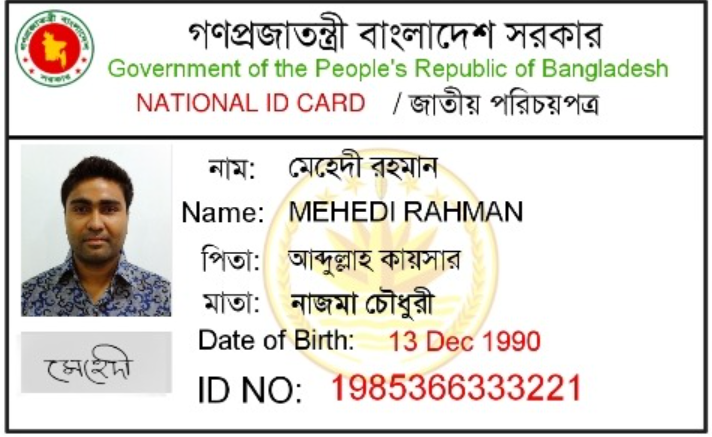 গণপ্রজাতন্ত্রী বাংলাদেশ সরকার
Government of the People's Republic of Bangladesh
NATIONAL ID CARD / জাতীয় পরিচয়পত্র
নাম: মেহেদী রহমান
Name: MEHEDI RAHMAN
পিতা: আব্দুল্লাহ কায়সার
মাতা: নাজমা চৌধুরী
Date of Birth: 13 Dec 1990
ID NO: 1985366333221
মেহেদী